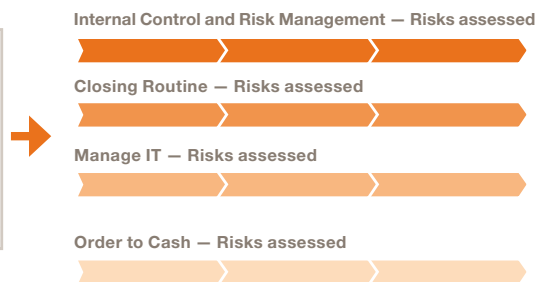 Internal Control and Risk Management — Risks assessed
Closing Routine — Risks assessed
Manage IT — Risks assessed
Order to Cash — Risks assessed